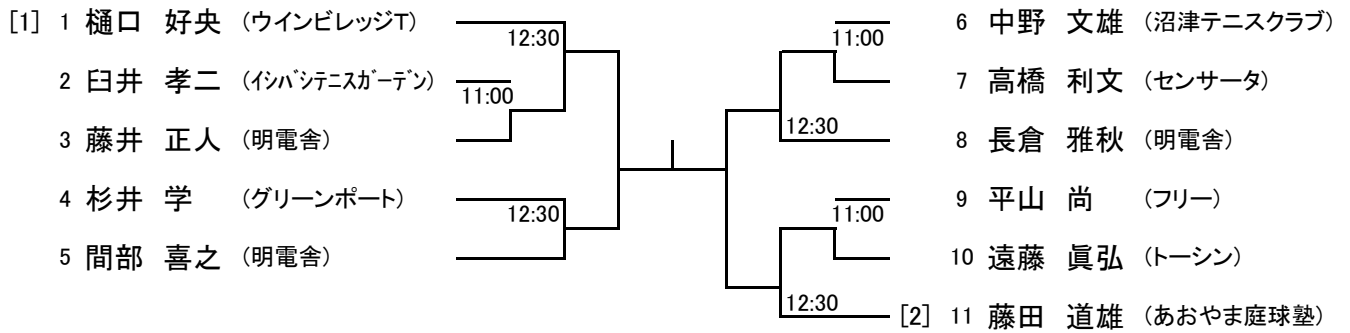 [1] 1 樋口 好央 (ウインビレッジT)
12:30
2 臼井 孝二 (ｲｼﾊﾞｼテニスガーデン)
11:00
3 藤井 正人 (明電舎)
4 杉井 学 (グリーンポート)
12:30
5 間部 喜之 (明電舎)
6 中野 文雄 (沼津テニスクラブ)
11:00
7 高橋 利文 (センサータ)
12:30
8 長倉 雅秋 (明電舎)
9 平山 尚 (フリー)
11:00
10 遠藤 眞弘 (トーシン)
12:30
[2] 11 藤田 道雄 (あおやま庭球塾)